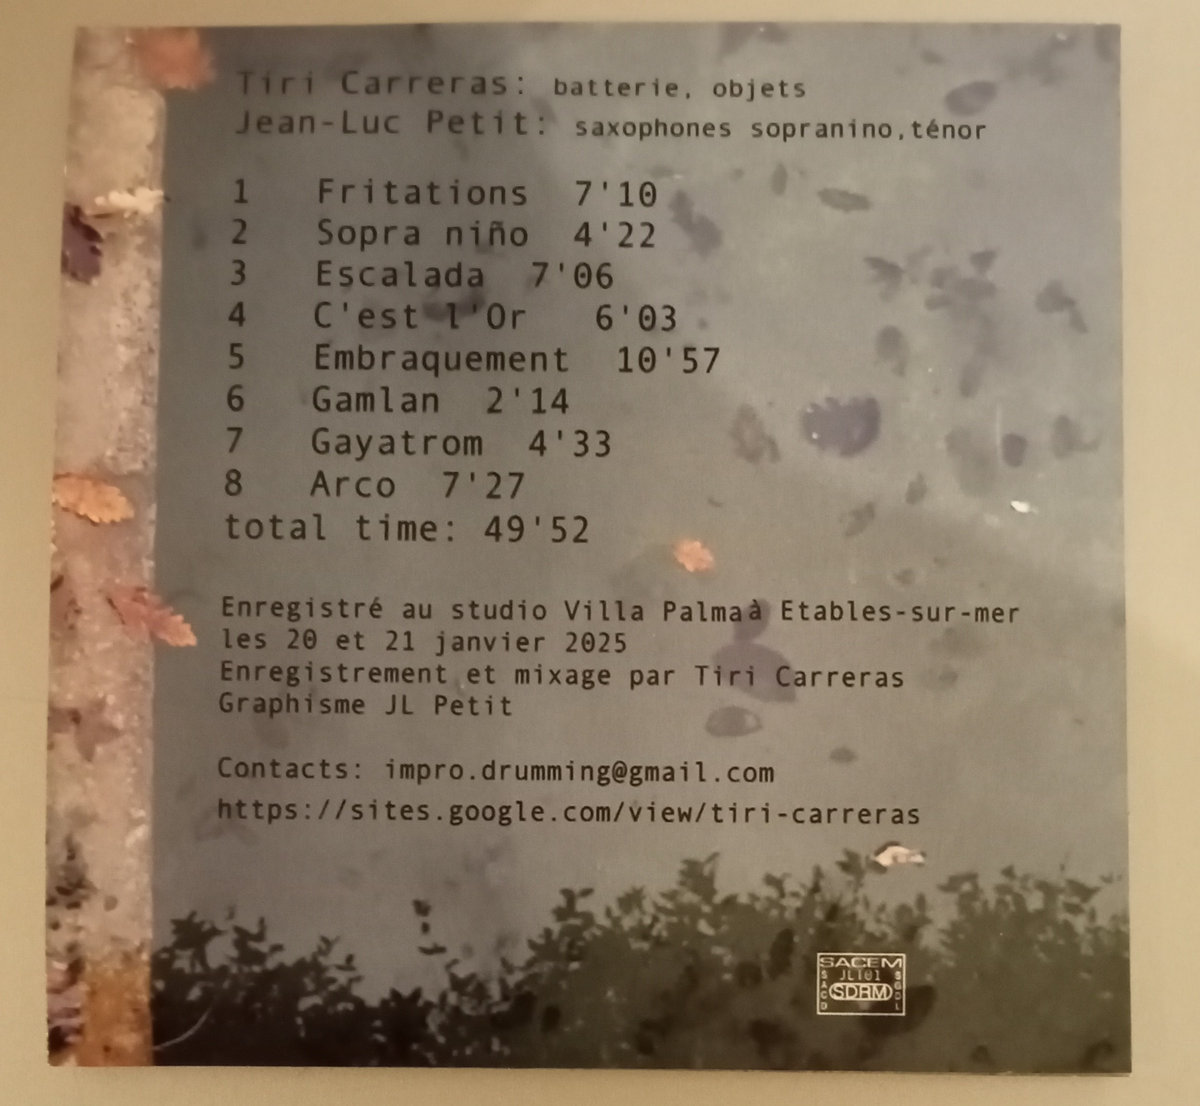 Tiri Carreras: batterie, objets
Jean-Luc Petit: saxophones sopranino,ténor
1 Fritations 7'10
2 Sopra niño 4'22
3 Escalada 7'06
4 C'est l'Or 6'03
5 Embraquement 10'57
6 Gamlan 2'14
7 Gayatrom 4'33
8 Arco 7'27
total time: 49'52
Enregistré au studio Villa Palmaà Etables-sur-mer
les 20 et 21 janvier 2025
Enregistrement et mixage par Tiri Carreras
Graphisme JL Petit
Contacts: impro.drumming@gmail.com
https://sites.google.com/view/tiri-carreras
SACEM
SACD
SDRM
SGDL